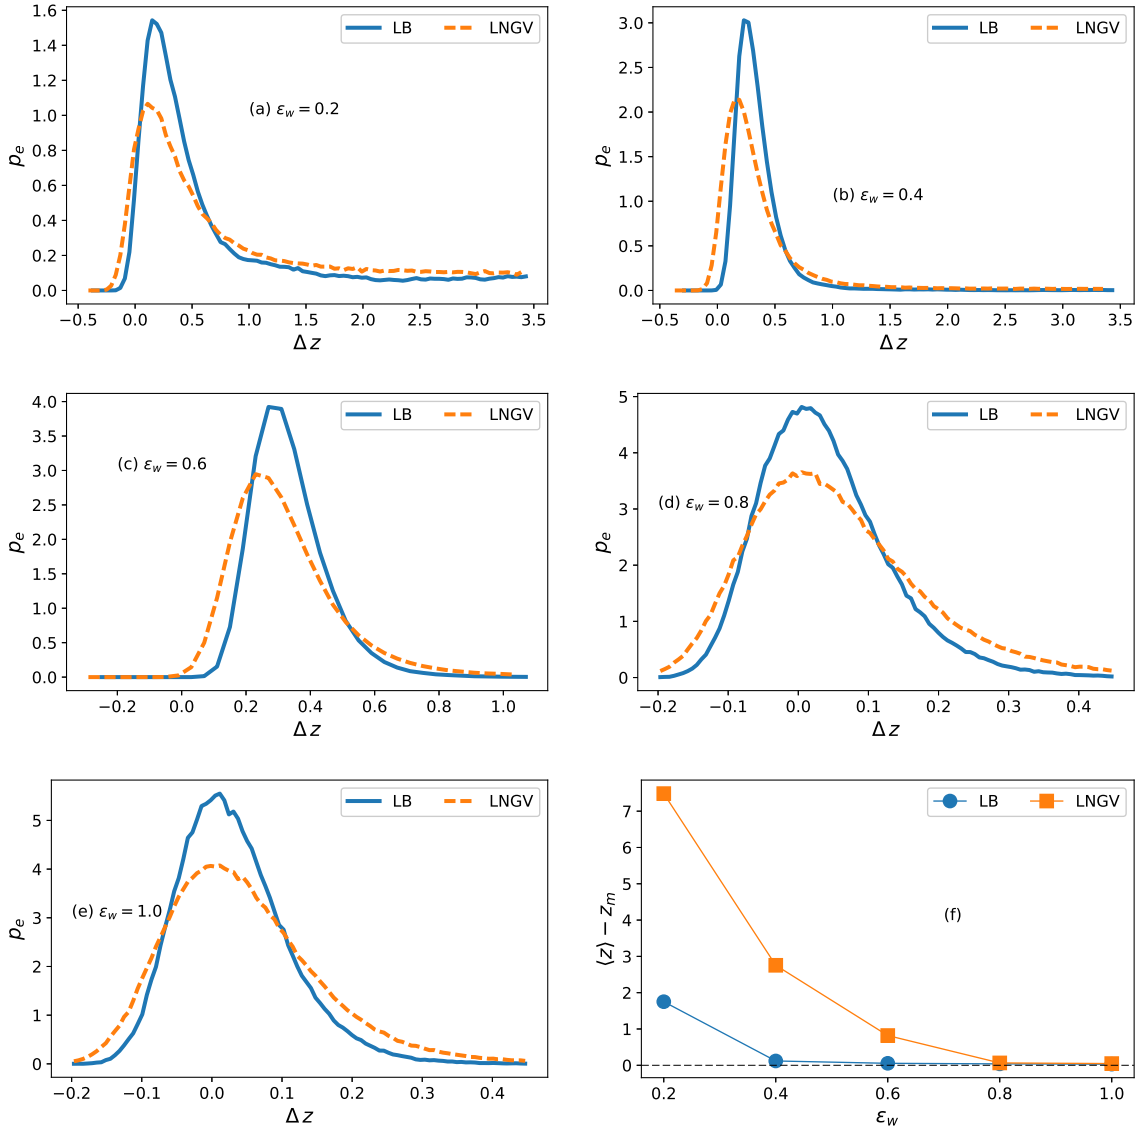 LB LNGV
(a) ε_w = 0.2
p_e
0.0 0.2 0.4 0.6 0.8 1.0 1.2 1.4 1.6
−0.5 0.0 0.5 1.0 1.5 2.0 2.5 3.0 3.5
Δ z
LB LNGV
(b) ε_w = 0.4
p_e
0.0 0.5 1.0 1.5 2.0 2.5 3.0
−0.5 0.0 0.5 1.0 1.5 2.0 2.5 3.0 3.5
Δ z
LB LNGV
(c) ε_w = 0.6
p_e
0.0 0.5 1.0 1.5 2.0 2.5 3.0 3.5 4.0
−0.2 0.0 0.2 0.4 0.6 0.8 1.0
Δ z
LB LNGV
(d) ε_w = 0.8
p_e
0 1 2 3 4 5
−0.2 −0.1 0.0 0.1 0.2 0.3 0.4
Δ z
LB LNGV
(e) ε_w = 1.0
p_e
0 1 2 3 4 5
−0.2 −0.1 0.0 0.1 0.2 0.3 0.4
Δ z
LB LNGV
(f)
⟨z⟩ − z_m
0 1 2 3 4 5 6 7
0.2 0.4 0.6 0.8 1.0
ε_w